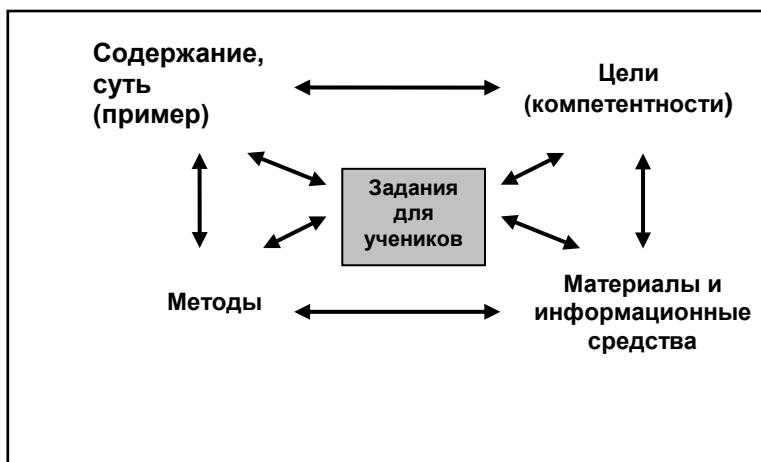 Содержание,
суть
(пример)
Цели
(компетентности)
Задания
для
учеников
Методы
Материалы и
информационные
средства